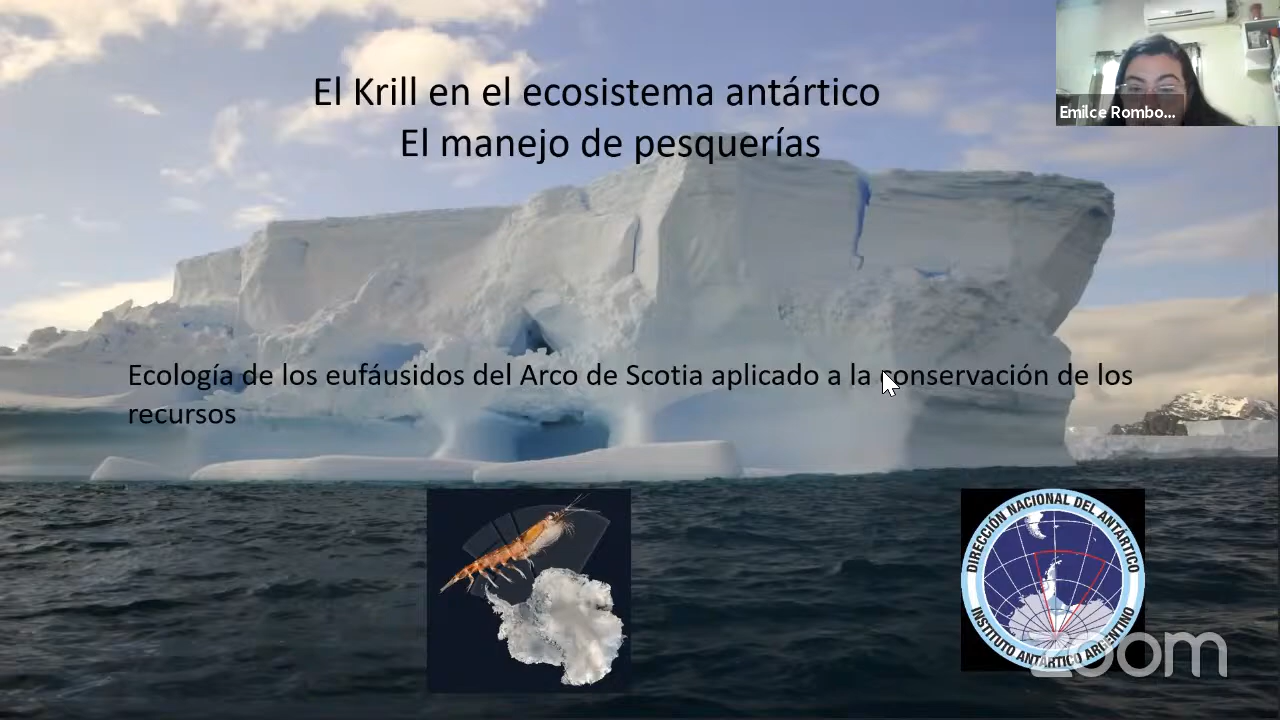 El Krill en el ecosistema antártico
El manejo de pesquerías
Emilce Rombo...
Ecología de los eufáusidos del Arco de Scotia aplicado a la conservación de los
recursos
DIRECCIÓN NACIONAL DEL ANTÁRTICO
INSTITUTO ANTÁRTICO ARGENTINO
zoom